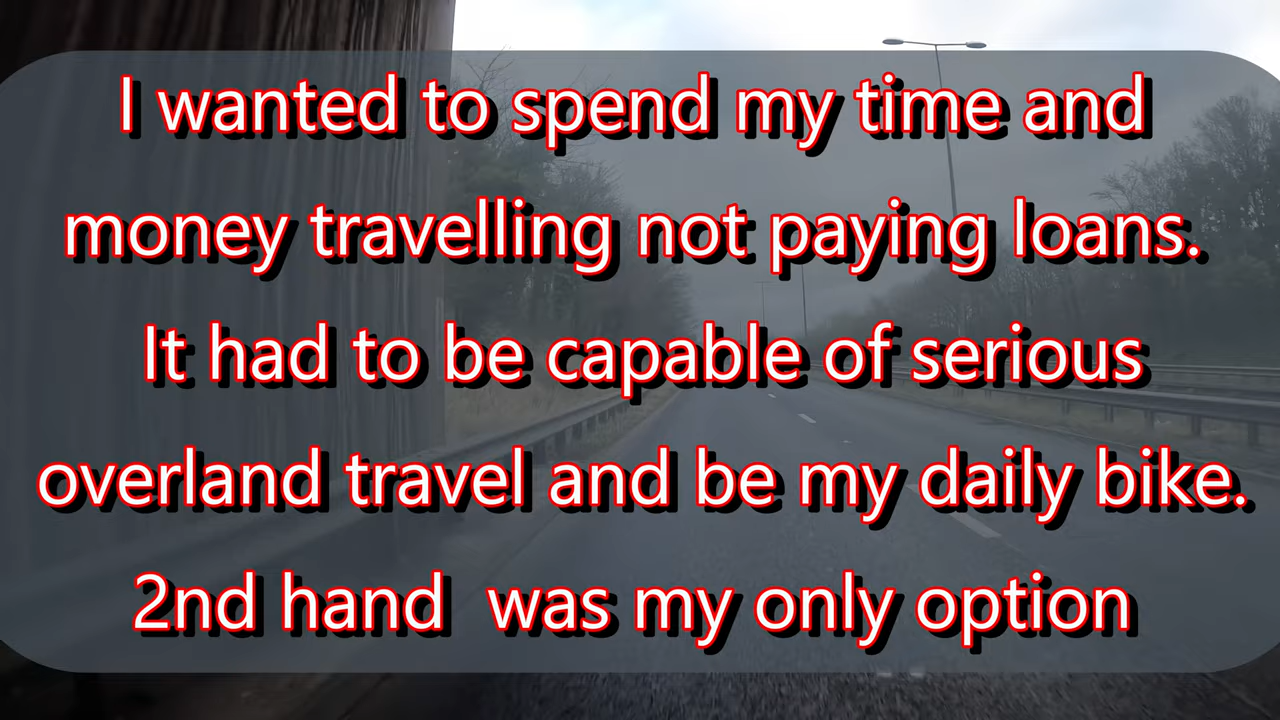 I wanted to spend my time and
money travelling not paying loans.
It had to be capable of serious
overland travel and be my daily bike.
2nd hand  was my only option